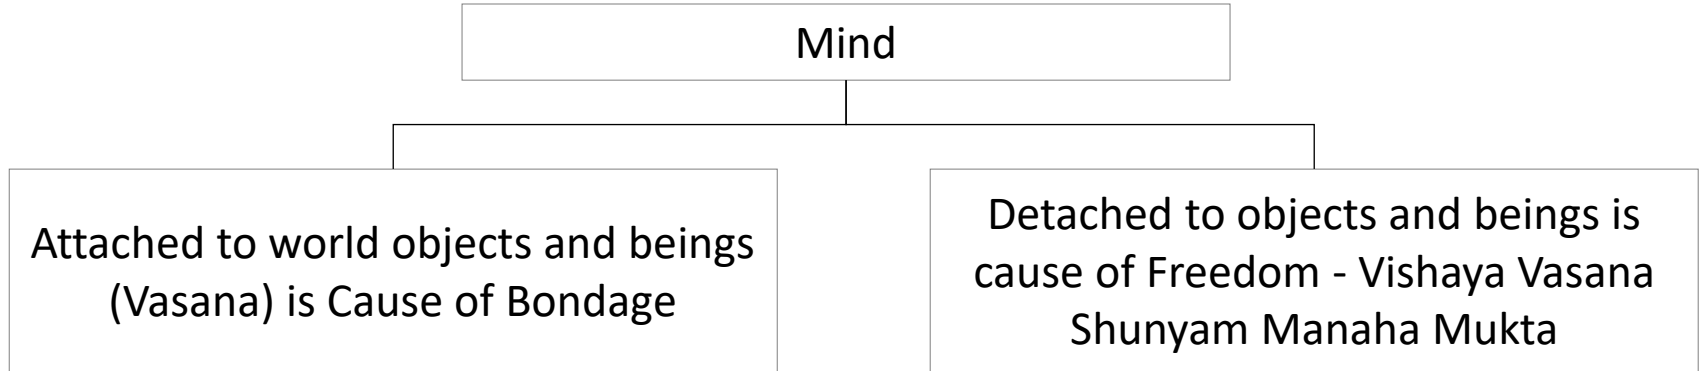 Mind
Attached to world objects and beings
(Vasana) is Cause of Bondage
Detached to objects and beings is
cause of Freedom - Vishaya Vasana
Shunyam Manaha Mukta